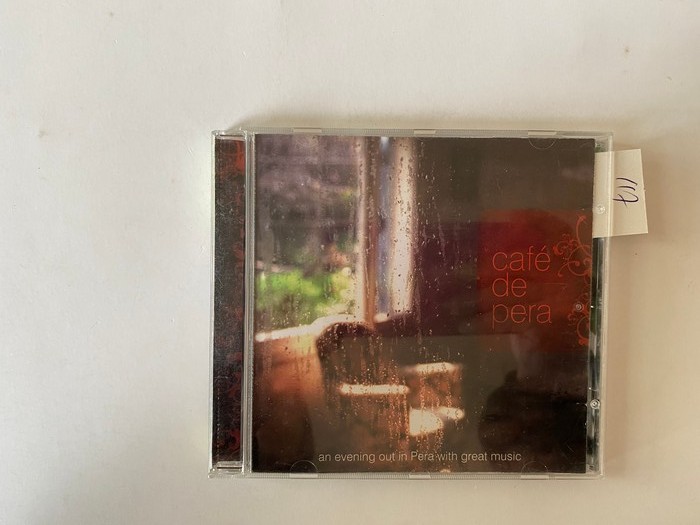 café
de
pera
an evening out in Pera with great music